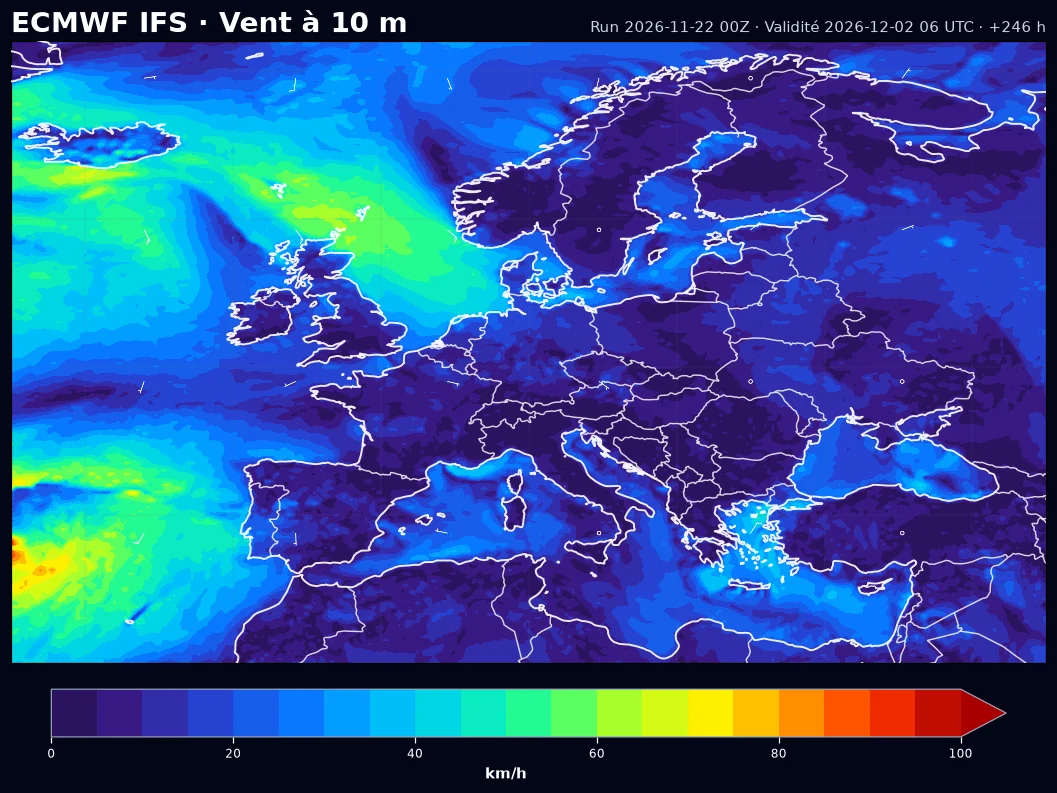 ECMWF IFS · Vent à 10 m
Run 2026-11-22 00Z · Validité 2026-12-02 06 UTC · +246 h
0 20 40 60 80 100
km/h